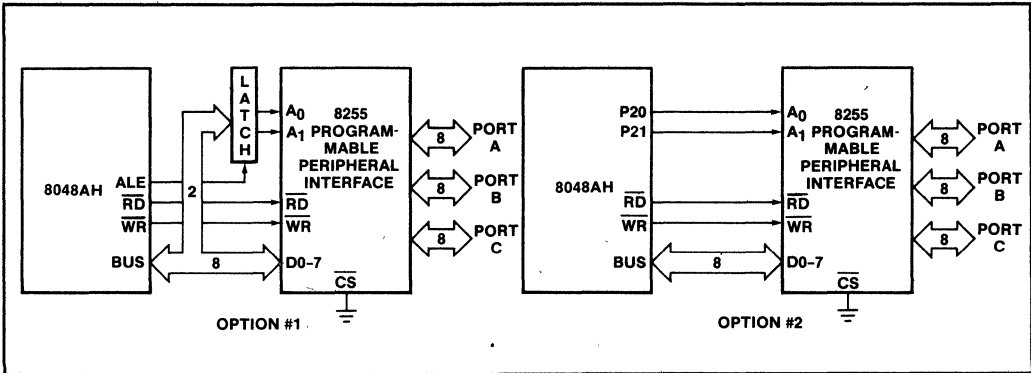 8048AH
ALE
RD
WR
BUS
2
8
L
A
T
C
H
A0
A1
8255
PROGRAM-
MABLE
PERIPHERAL
INTERFACE
RD
WR
D0-7
CS
8
PORT
A
8
PORT
B
8
PORT
C
OPTION #1
8048AH
P20
P21
RD
WR
BUS
8
A0
A1
8255
PROGRAM-
MABLE
PERIPHERAL
INTERFACE
RD
WR
D0-7
CS
8
PORT
A
8
PORT
B
8
PORT
C
OPTION #2